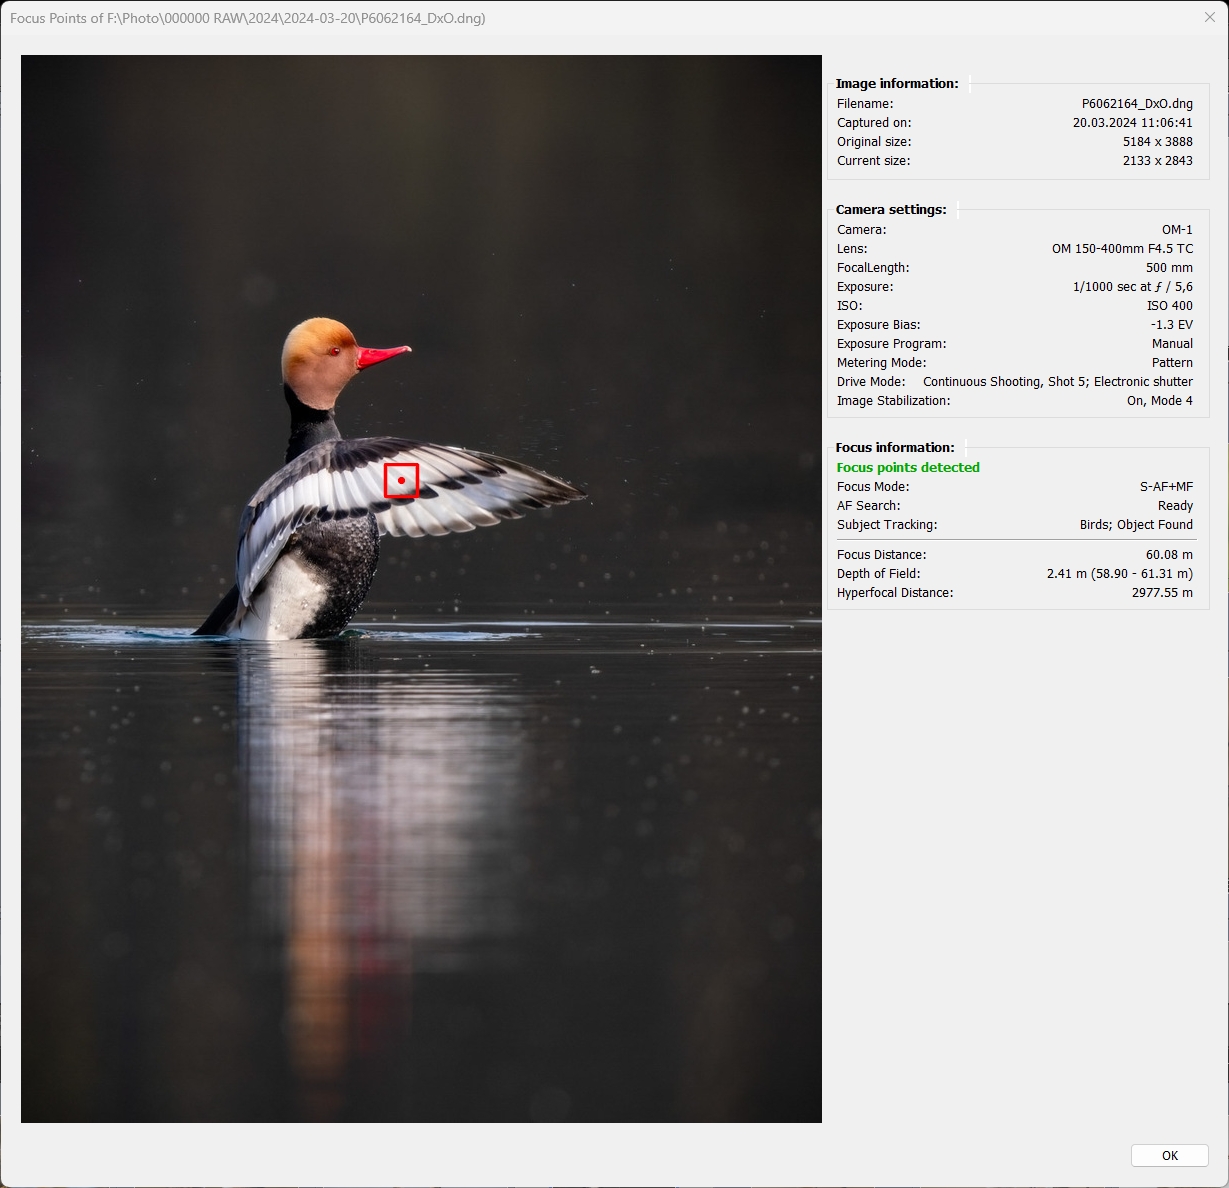 Focus Points of F:\Photo\000000 RAW\2024\2024-03-20\P6062164_DxO.dng)
Image information:
Filename: P6062164_DxO.dng
Captured on: 20.03.2024 11:06:41
Original size: 5184 x 3888
Current size: 2133 x 2843
Camera settings:
Camera: OM-1
Lens: OM 150-400mm F4.5 TC
FocalLength: 500 mm
Exposure: 1/1000 sec at ƒ / 5,6
ISO: ISO 400
Exposure Bias: -1.3 EV
Exposure Program: Manual
Metering Mode: Pattern
Drive Mode: Continuous Shooting, Shot 5; Electronic shutter
Image Stabilization: On, Mode 4
Focus information:
Focus points detected
Focus Mode: S-AF+MF
AF Search: Ready
Subject Tracking: Birds; Object Found
Focus Distance: 60.08 m
Depth of Field: 2.41 m (58.90 - 61.31 m)
Hyperfocal Distance: 2977.55 m
OK